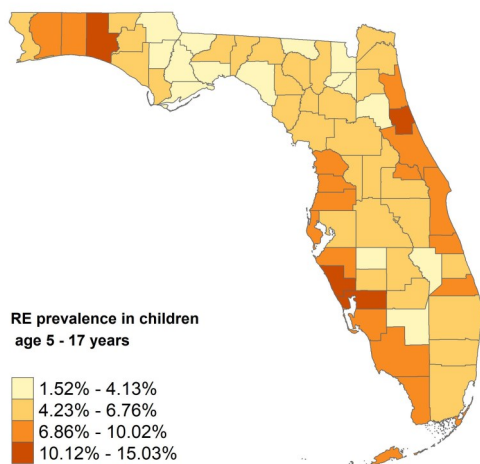 RE prevalence in children
age 5 - 17 years
1.52% - 4.13%
4.23% - 6.76%
6.86% - 10.02%
10.12% - 15.03%